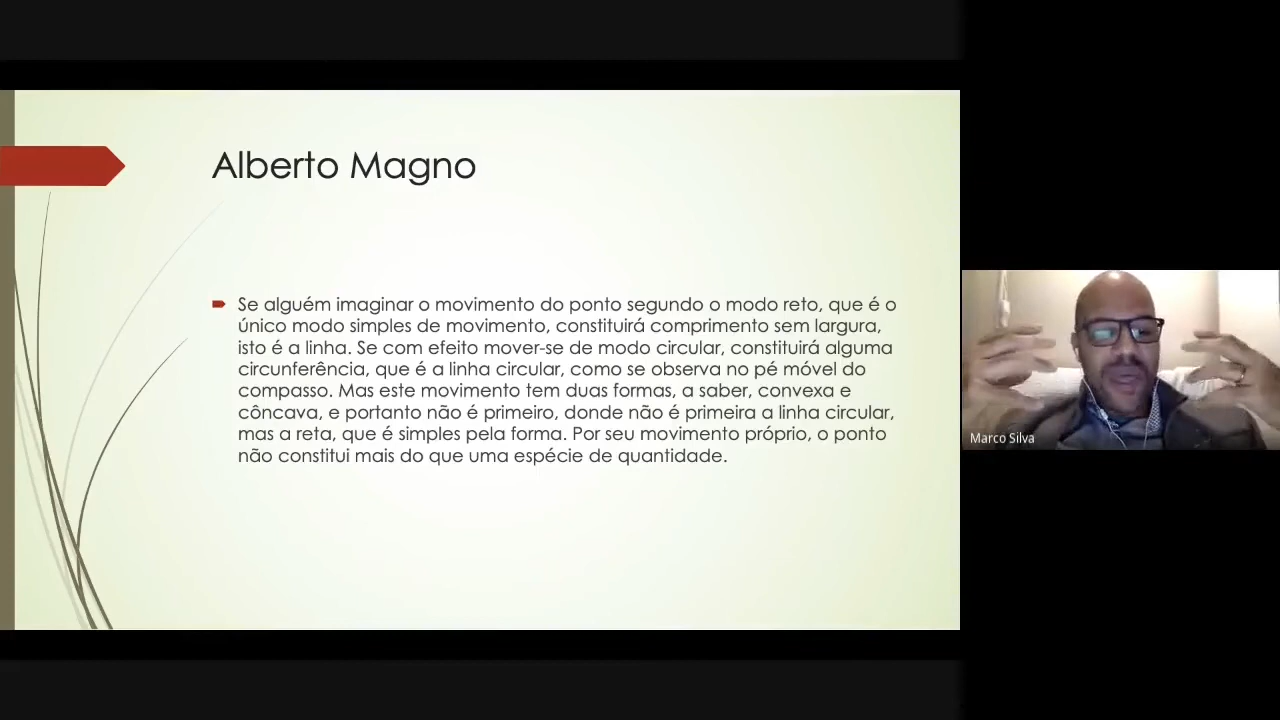 Alberto Magno
Se alguém imaginar o movimento do ponto segundo o modo reto, que é o
único modo simples de movimento, constituirá comprimento sem largura,
isto é a linha. Se com efeito mover-se de modo circular, constituirá alguma
circunferência, que é a linha circular, como se observa no pé móvel do
compasso. Mas este movimento tem duas formas, a saber, convexa e
côncava, e portanto não é primeiro, donde não é primeira a linha circular,
mas a reta, que é simples pela forma. Por seu movimento próprio, o ponto
não constitui mais do que uma espécie de quantidade.
Marco Silva